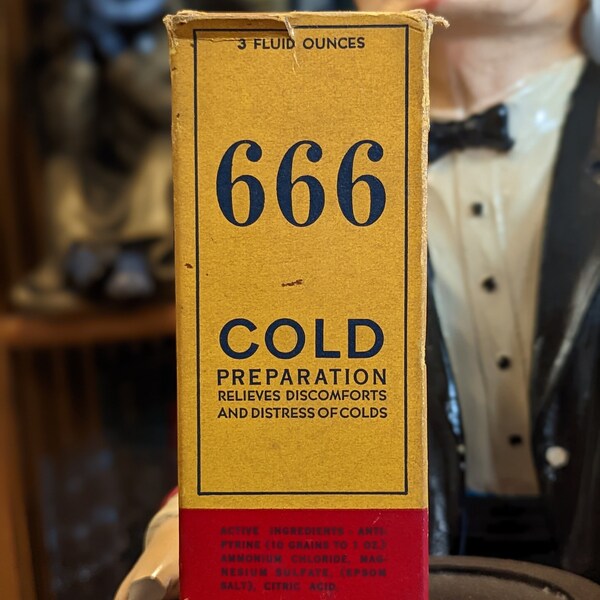 3 FLUID OUNCES
666
COLD
PREPARATION
RELIEVES DISCOMFORTS
AND DISTRESS OF COLDS
ACTIVE INGREDIENTS - ANTI-
PYRINE (10 GRAINS TO 1 OZ.)
AMMONIUM CHLORIDE, MAG-
NESIUM SULFATE, (EPSOM
SALT), CITRIC ACID.